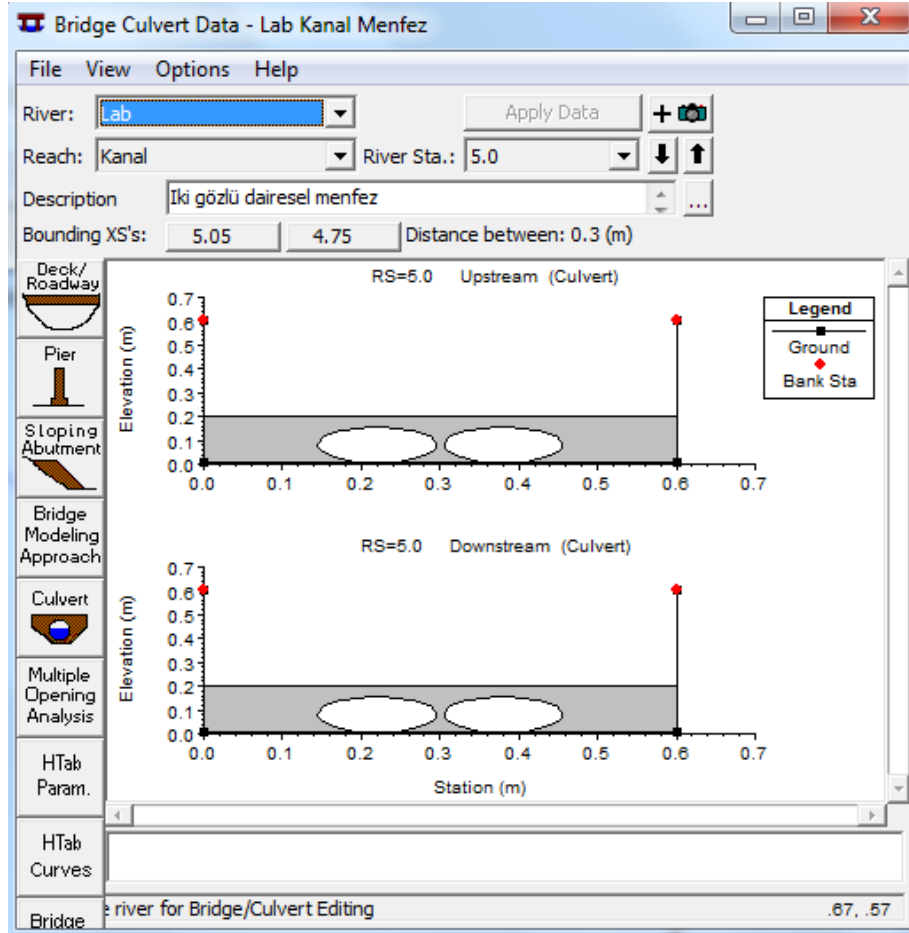 Bridge Culvert Data - Lab Kanal Menfez
File View Options Help
River: Lab Apply Data
Reach: Kanal River Sta.: 5.0
Description Iki gözlü dairesel menfez ...
Bounding XS's: 5.05 4.75 Distance between: 0.3 (m)
Deck/
Roadway
Pier
Sloping
Abutment
Bridge
Modeling
Approach
Culvert
Multiple
Opening
Analysis
HTab
Param.
HTab
Curves
Bridge
RS=5.0 Upstream (Culvert)
Elevation (m)
0.7
0.6
0.5
0.4
0.3
0.2
0.1
0.0
0.0 0.1 0.2 0.3 0.4 0.5 0.6 0.7
Legend
Ground
Bank Sta
RS=5.0 Downstream (Culvert)
Elevation (m)
0.7
0.6
0.5
0.4
0.3
0.2
0.1
0.0
0.0 0.1 0.2 0.3 0.4 0.5 0.6 0.7
Station (m)
river for Bridge/Culvert Editing .67, .57